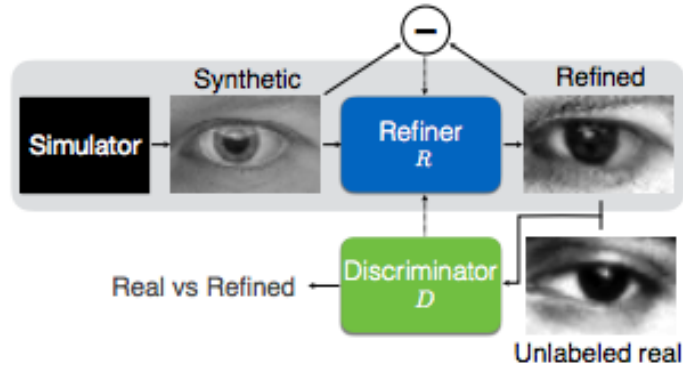 −
Synthetic
Refined
Simulator
Refiner
R
Discriminator
D
Real vs Refined
Unlabeled real